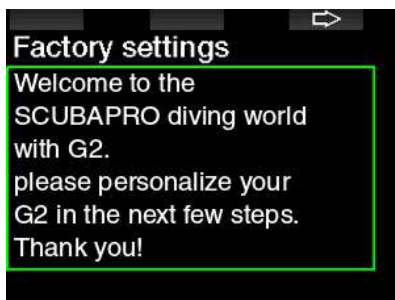 Factory settings
Welcome to the
SCUBAPRO diving world
with G2.
please personalize your
G2 in the next few steps.
Thank you!